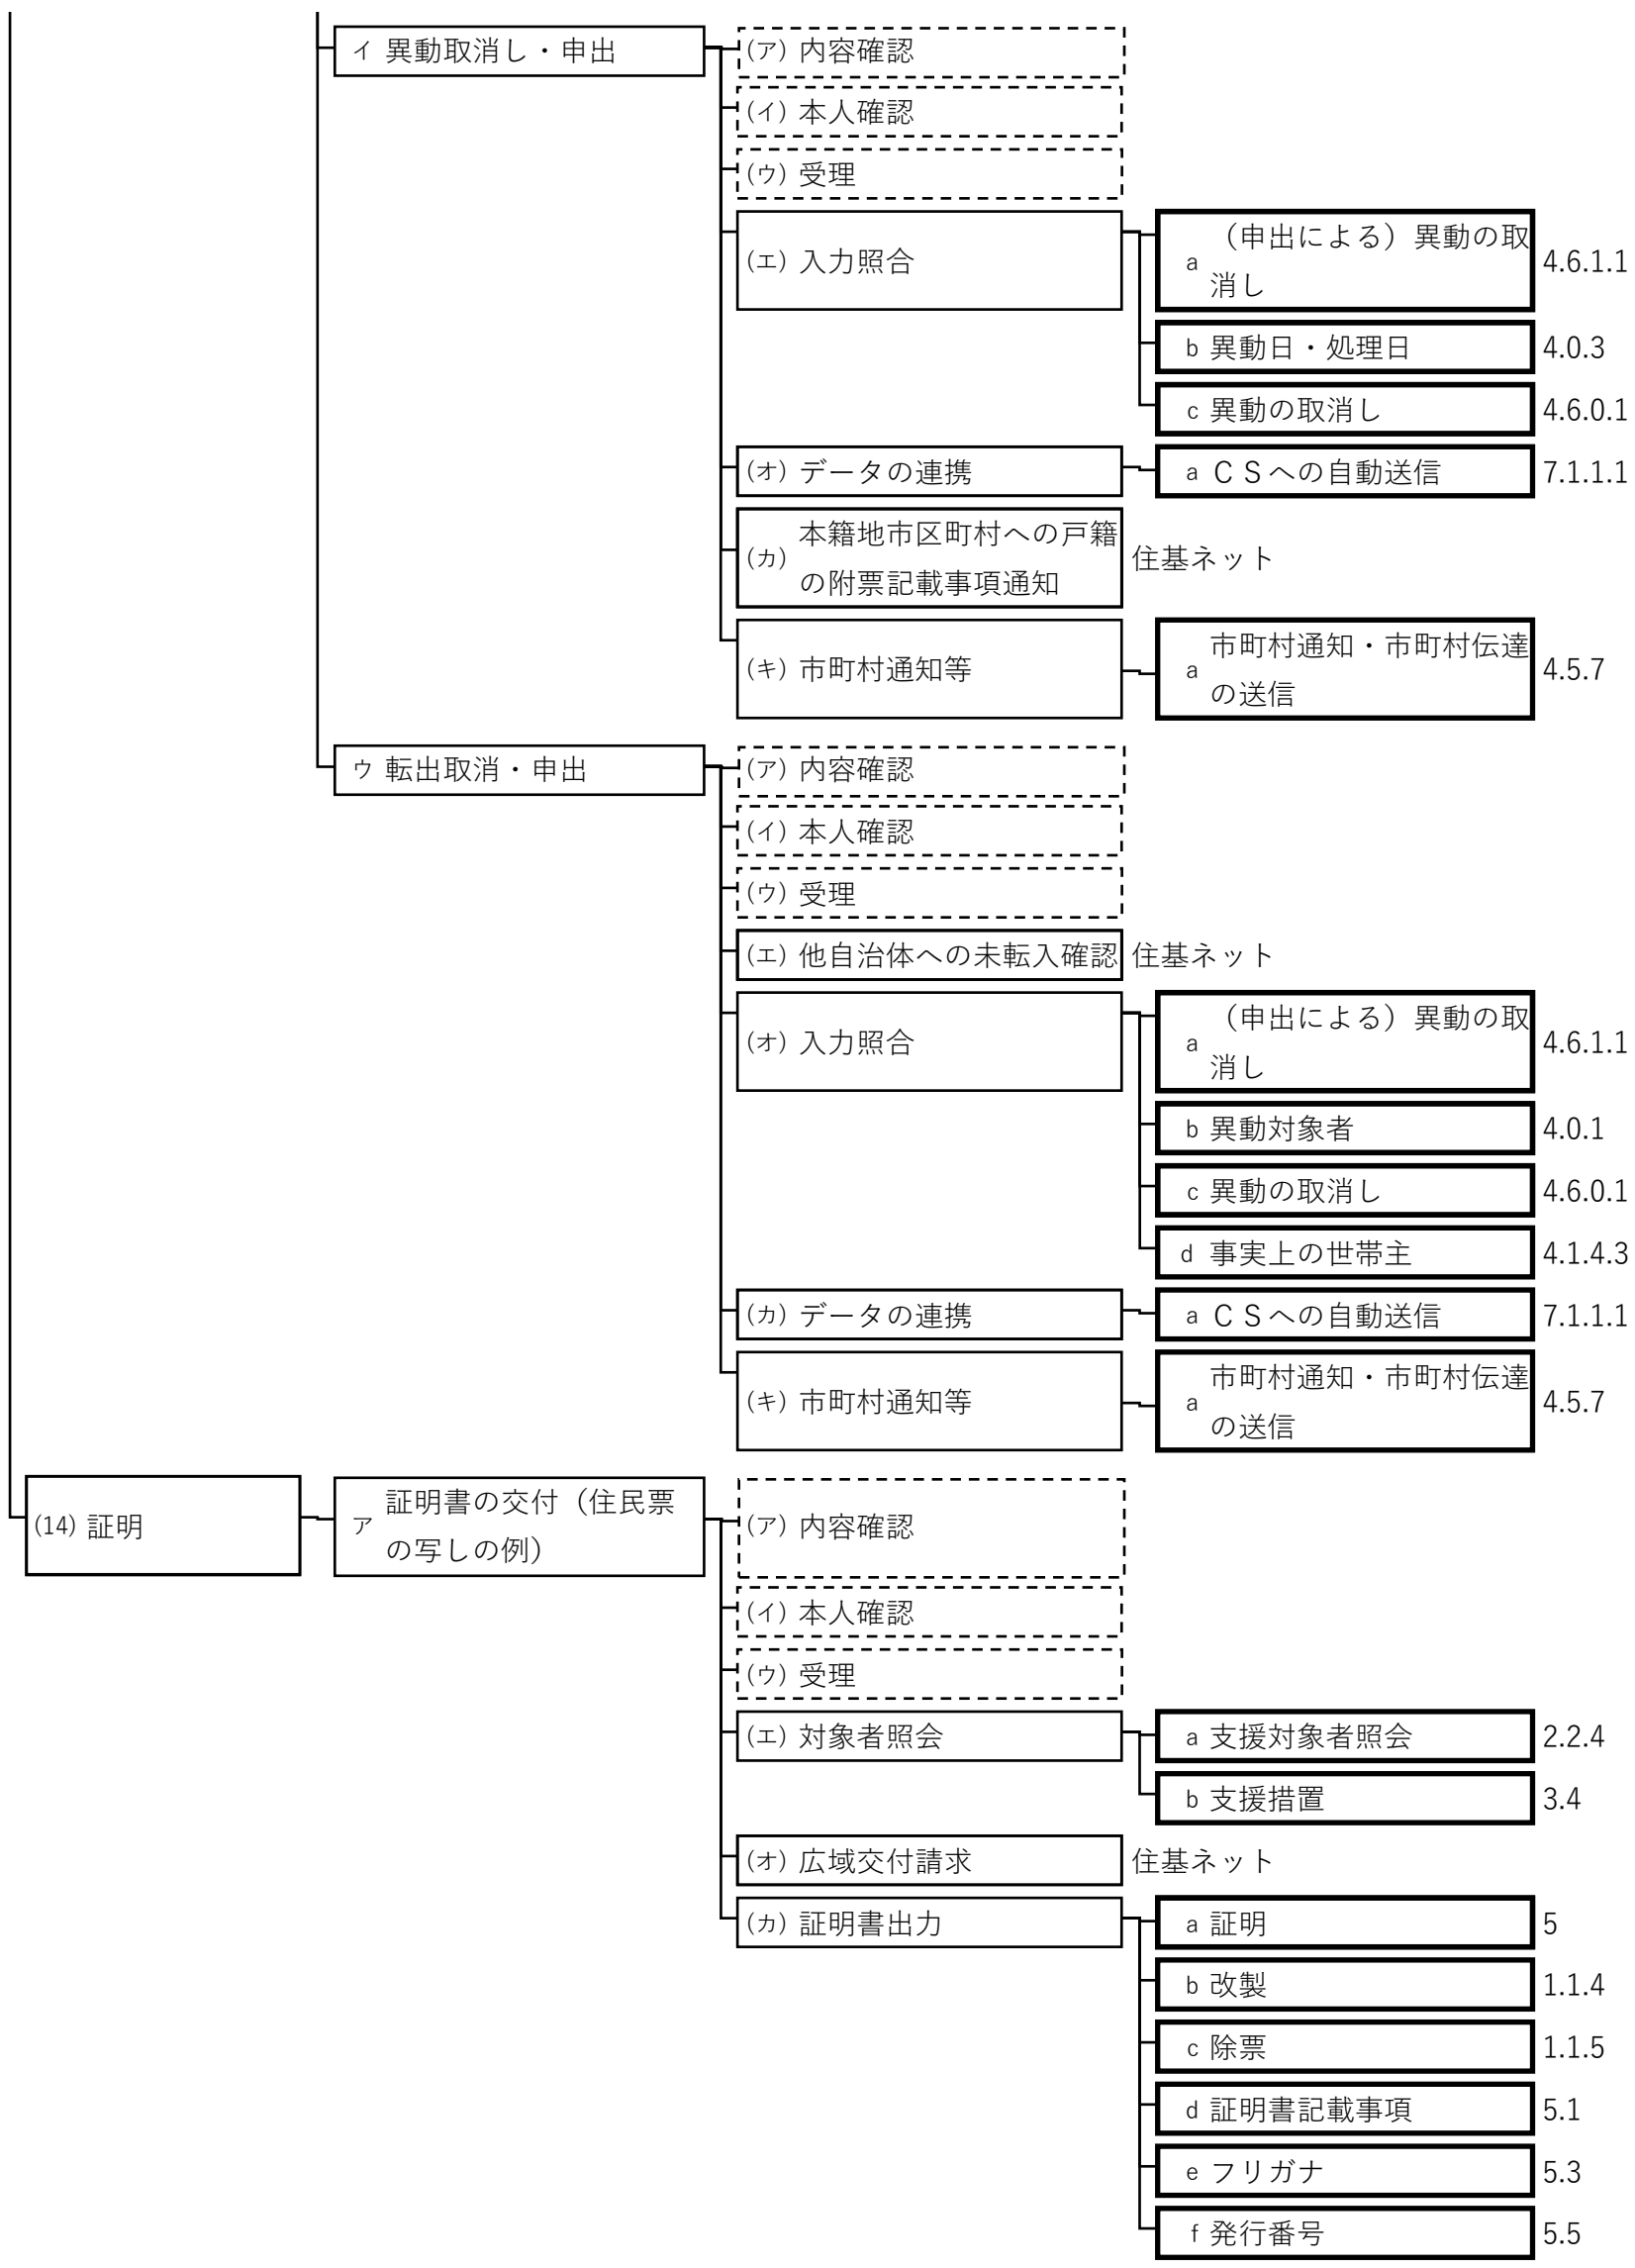 イ 異動取消し・申出
(ア) 内容確認
(イ) 本人確認
(ウ) 受理
(エ) 入力照合
a （申出による）異動の取
消し
4.6.1.1
b 異動日・処理日 4.0.3
c 異動の取消し 4.6.0.1
(オ) データの連携
a ＣＳへの自動送信 7.1.1.1
(カ) 本籍地市区町村への戸籍
の附票記載事項通知
住基ネット
(キ) 市町村通知等
a 市町村通知・市町村伝達
の送信
4.5.7
ウ 転出取消・申出
(ア) 内容確認
(イ) 本人確認
(ウ) 受理
(エ) 他自治体への未転入確認 住基ネット
(オ) 入力照合
a （申出による）異動の取
消し
4.6.1.1
b 異動対象者 4.0.1
c 異動の取消し 4.6.0.1
d 事実上の世帯主 4.1.4.3
(カ) データの連携
a ＣＳへの自動送信 7.1.1.1
(キ) 市町村通知等
a 市町村通知・市町村伝達
の送信
4.5.7
(14) 証明
ア 証明書の交付（住民票
の写しの例）
(ア) 内容確認
(イ) 本人確認
(ウ) 受理
(エ) 対象者照会
a 支援対象者照会 2.2.4
b 支援措置 3.4
(オ) 広域交付請求 住基ネット
(カ) 証明書出力
a 証明 5
b 改製 1.1.4
c 除票 1.1.5
d 証明書記載事項 5.1
e フリガナ 5.3
f 発行番号 5.5